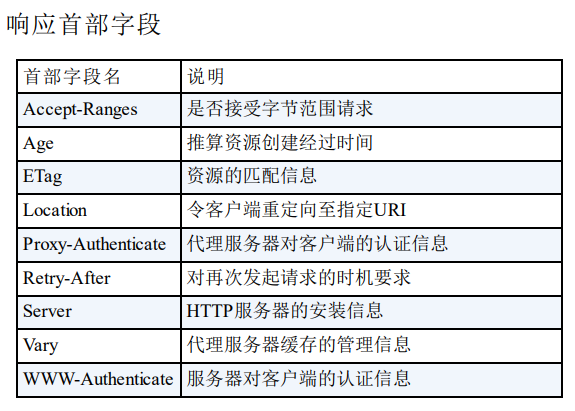 响应首部字段
首部字段名 说明
Accept-Ranges 是否接受字节范围请求
Age 推算资源创建经过时间
ETag 资源的匹配信息
Location 令客户端重定向至指定URI
Proxy-Authenticate 代理服务器对客户端的认证信息
Retry-After 对再次发起请求的时机要求
Server HTTP服务器的安装信息
Vary 代理服务器缓存的管理信息
WWW-Authenticate 服务器对客户端的认证信息